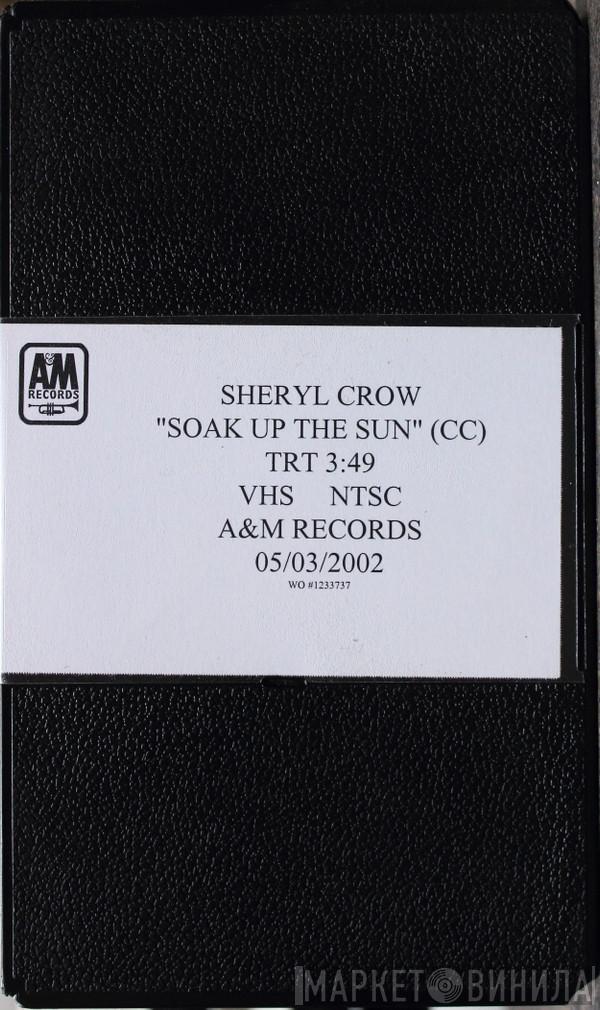 A&M
RECORDS
SHERYL CROW
"SOAK UP THE SUN" (CC)
TRT 3:49
VHS NTSC
A&M RECORDS
05/03/2002
WO #1233737
МАРКЕТ ВИНИЛА